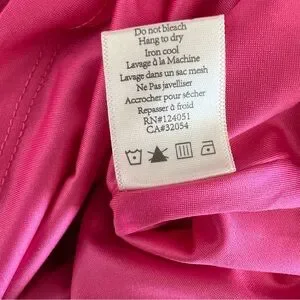 Do not bleach
Hang to dry
Iron cool
Lavage à la Machine
Lavage dans un sac mesh
Ne Pas javelliser
Accrocher pour sécher
Repasser à froid
RN#124051
CA#32054